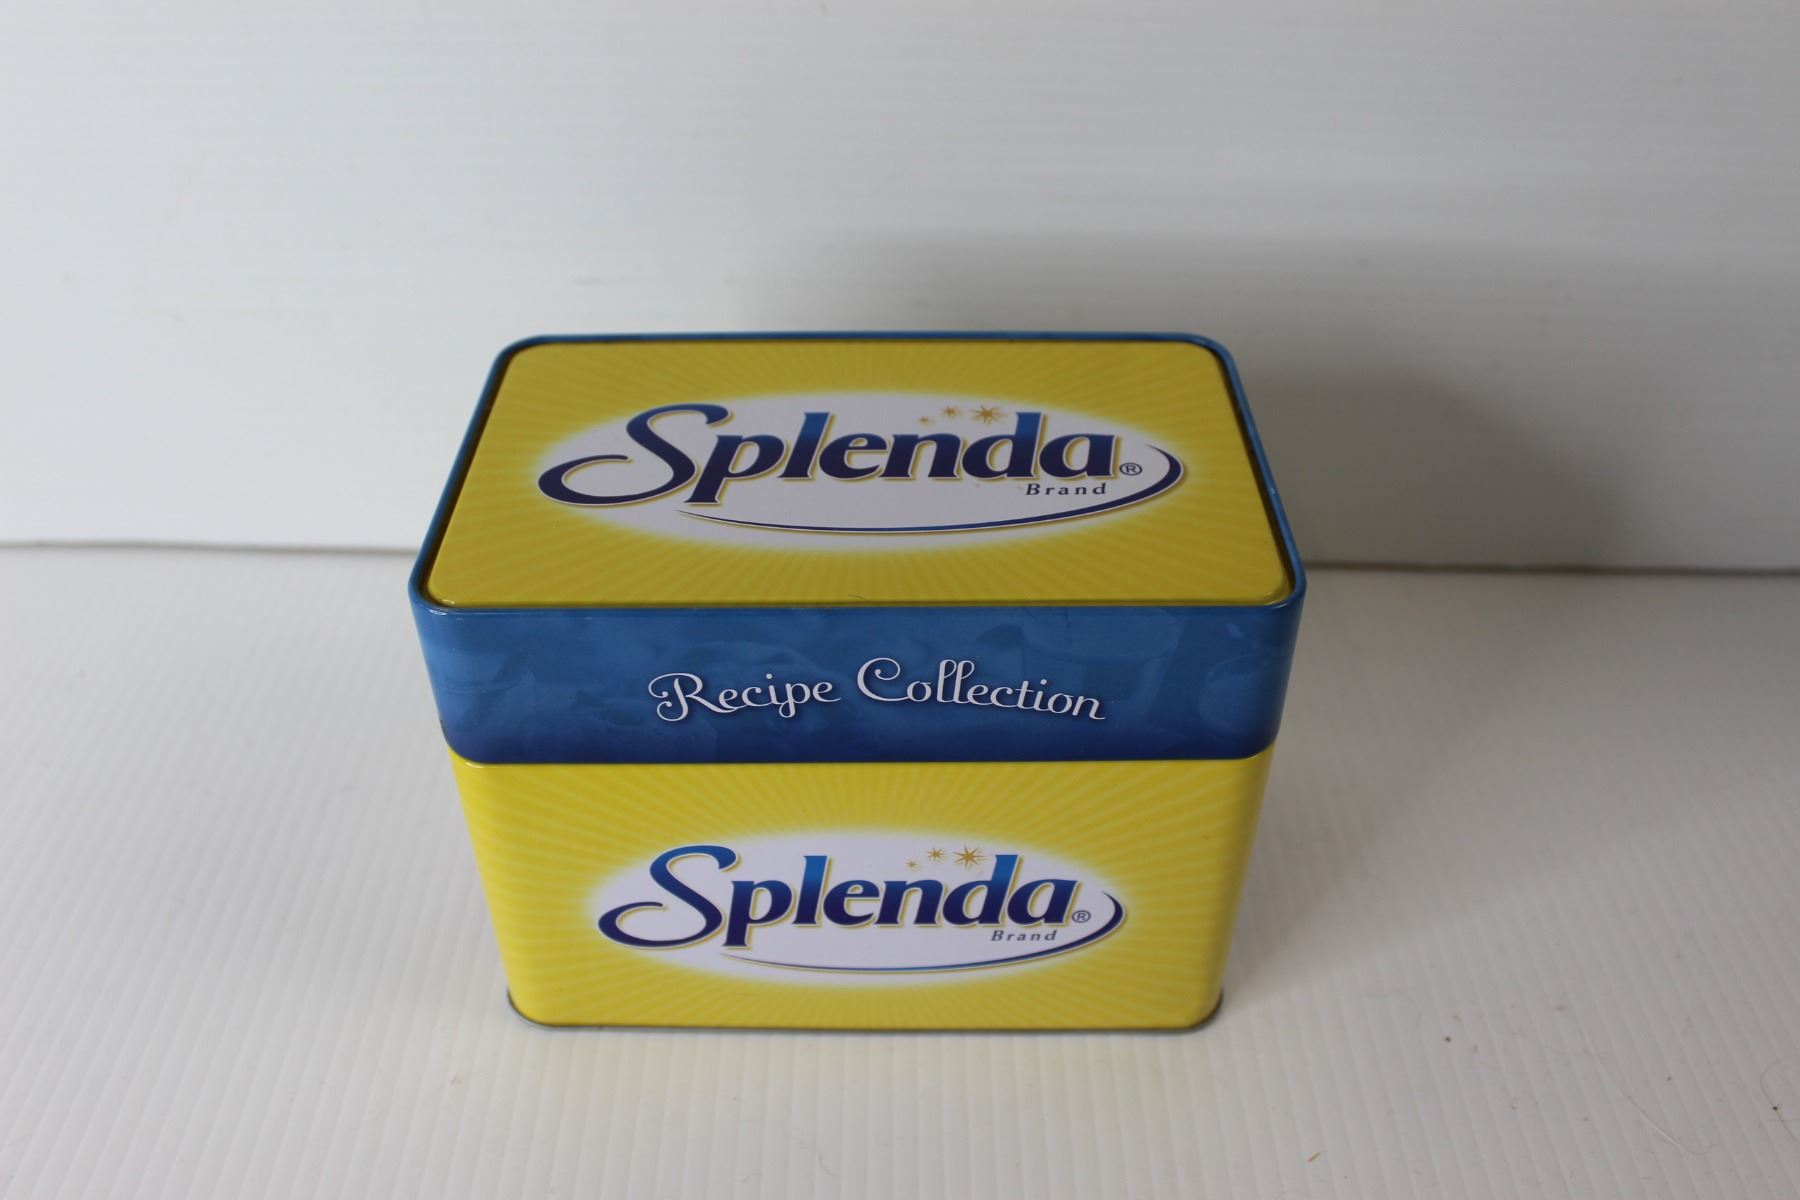 Splenda®
Brand
Recipe Collection
Splenda®
Brand